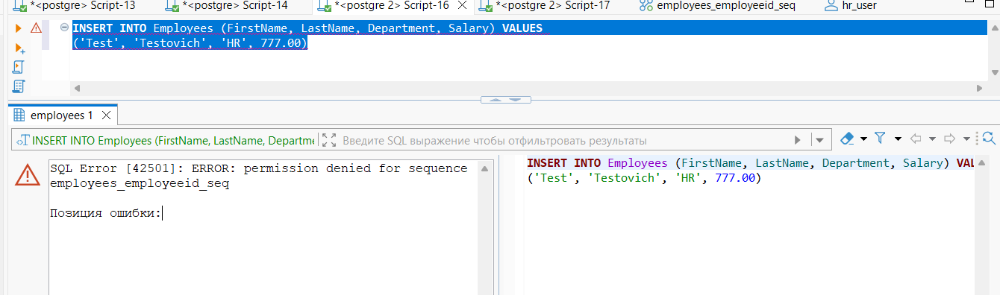 *<postgre> Script-13
*<postgre> Script-14
*<postgre 2> Script-16
*<postgre 2> Script-17
employees_employeeid_seq
hr_user
INSERT INTO Employees (FirstName, LastName, Department, Salary) VALUES
('Test', 'Testovich', 'HR', 777.00)
employees 1
INSERT INTO Employees (FirstName, LastName, Departme
Введите SQL выражение чтобы отфильтровать результаты
SQL Error [42501]: ERROR: permission denied for sequence
employees_employeeid_seq
Позиция ошибки:
INSERT INTO Employees (FirstName, LastName, Department, Salary) VAL
('Test', 'Testovich', 'HR', 777.00)